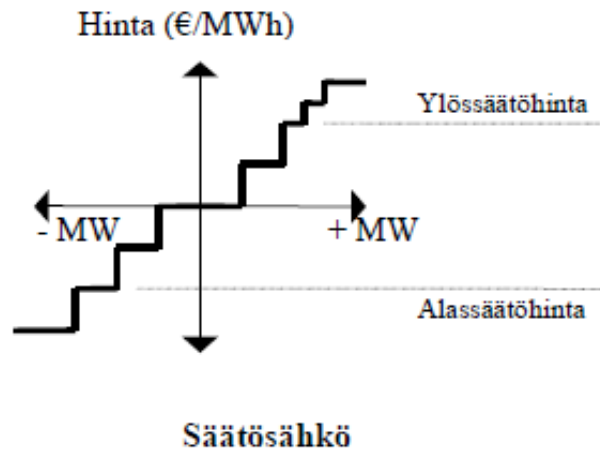 Hinta (€/MWh)
Ylössäätöhinta
- MW
+ MW
Alassäätöhinta
Säätösähkö